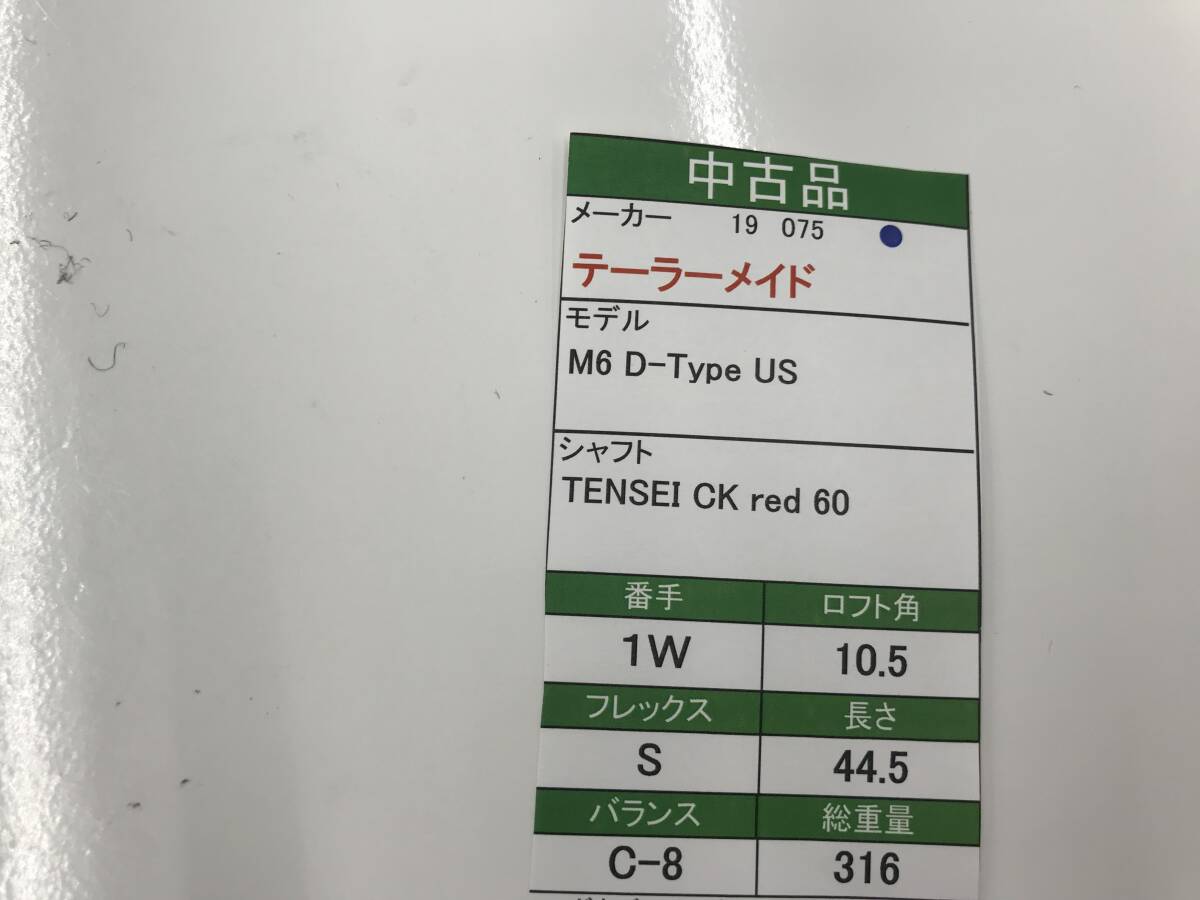 中古品
メーカー 19 075
テーラーメイド
モデル
M6 D-Type US
シャフト
TENSEI CK red 60
番手 ロフト角
1W 10.5
フレックス 長さ
S 44.5
バランス 総重量
C-8 316